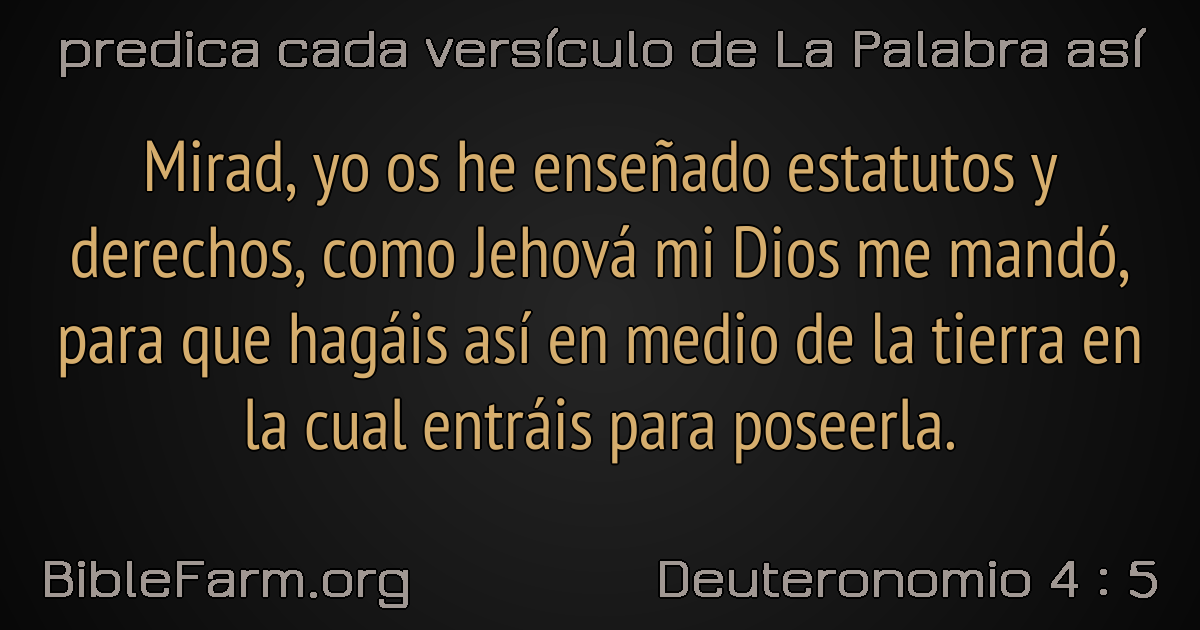 predica cada versículo de La Palabra así
Mirad, yo os he enseñado estatutos y
derechos, como Jehová mi Dios me mandó,
para que hagáis así en medio de la tierra en
la cual entráis para poseerla.
BibleFarm.org
Deuteronomio 4 : 5